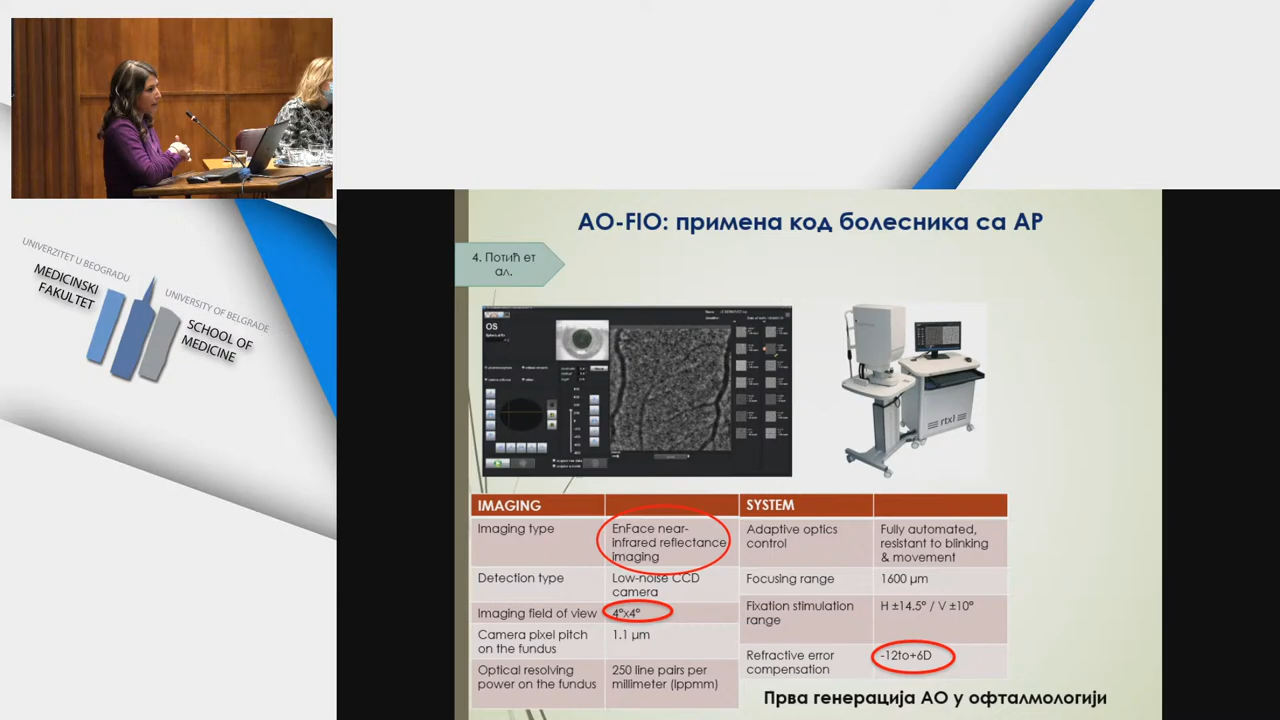 UNIVERZITET U BEOGRADU
MEDICINSKI
FAKULTET
UNIVERSITY OF BELGRADE
SCHOOL OF
MEDICINE
АО-FIO: примена код болесника са АР
4. Потић ет
ал.
OS
rtx1
IMAGING
SYSTEM
Imaging type
EnFace near-
infrared reflectance
imaging
Adaptive optics
control
Fully automated,
resistant to blinking
& movement
Detection type
Low-noise CCD
camera
Focusing range
1600 µm
Imaging field of view
4°x4°
Fixation stimulation
range
H ±14.5° / V ±10°
Camera pixel pitch
on the fundus
1.1 µm
Refractive error
compensation
-12to+6D
Optical resolving
power on the fundus
250 line pairs per
millimeter (lppmm)
Прва генерација АО у офталмологији